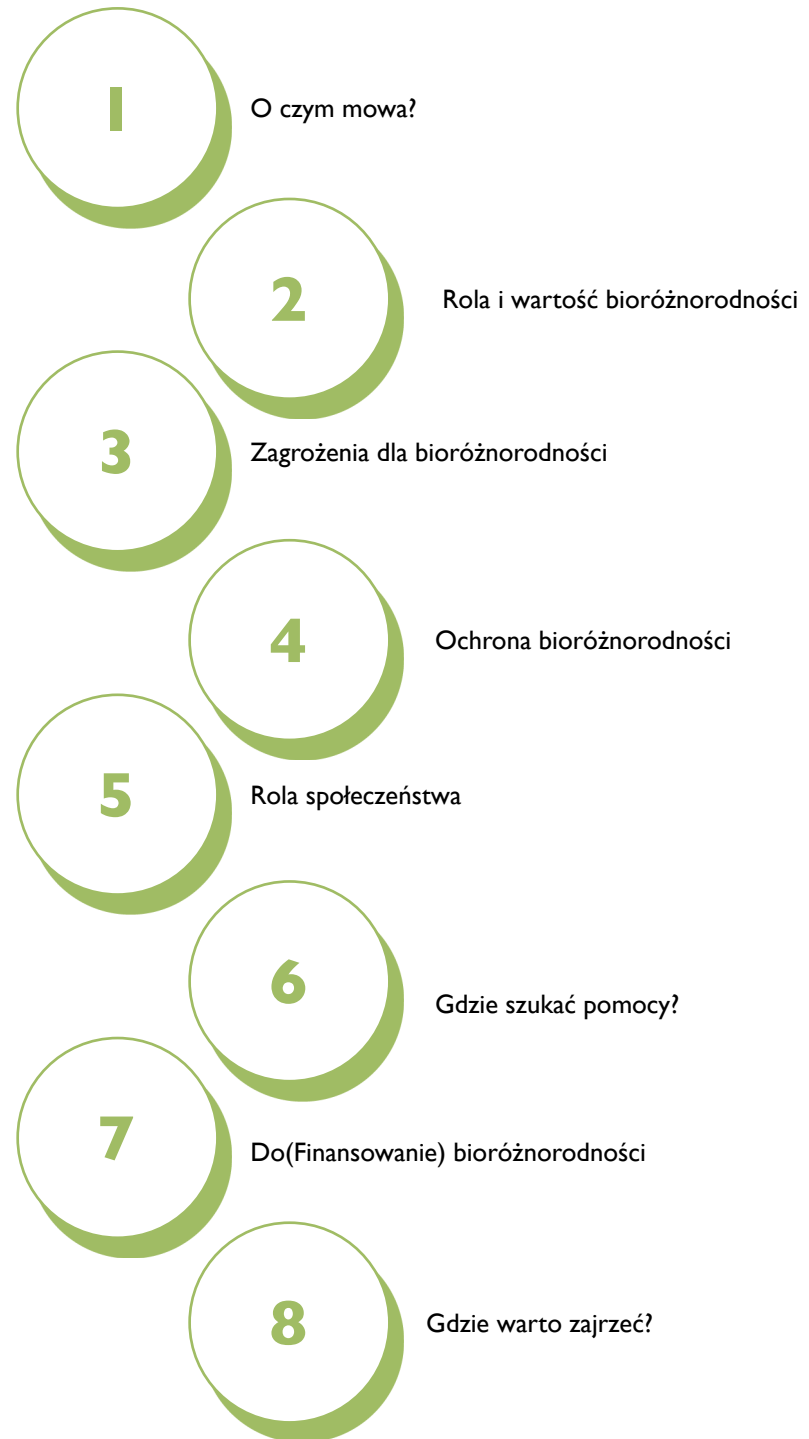 1
O czym mowa?
2
Rola i wartość bioróżnorodności
3
Zagrożenia dla bioróżnorodności
4
Ochrona bioróżnorodności
5
Rola społeczeństwa
6
Gdzie szukać pomocy?
7
Do(Finansowanie) bioróżnorodności
8
Gdzie warto zajrzeć?